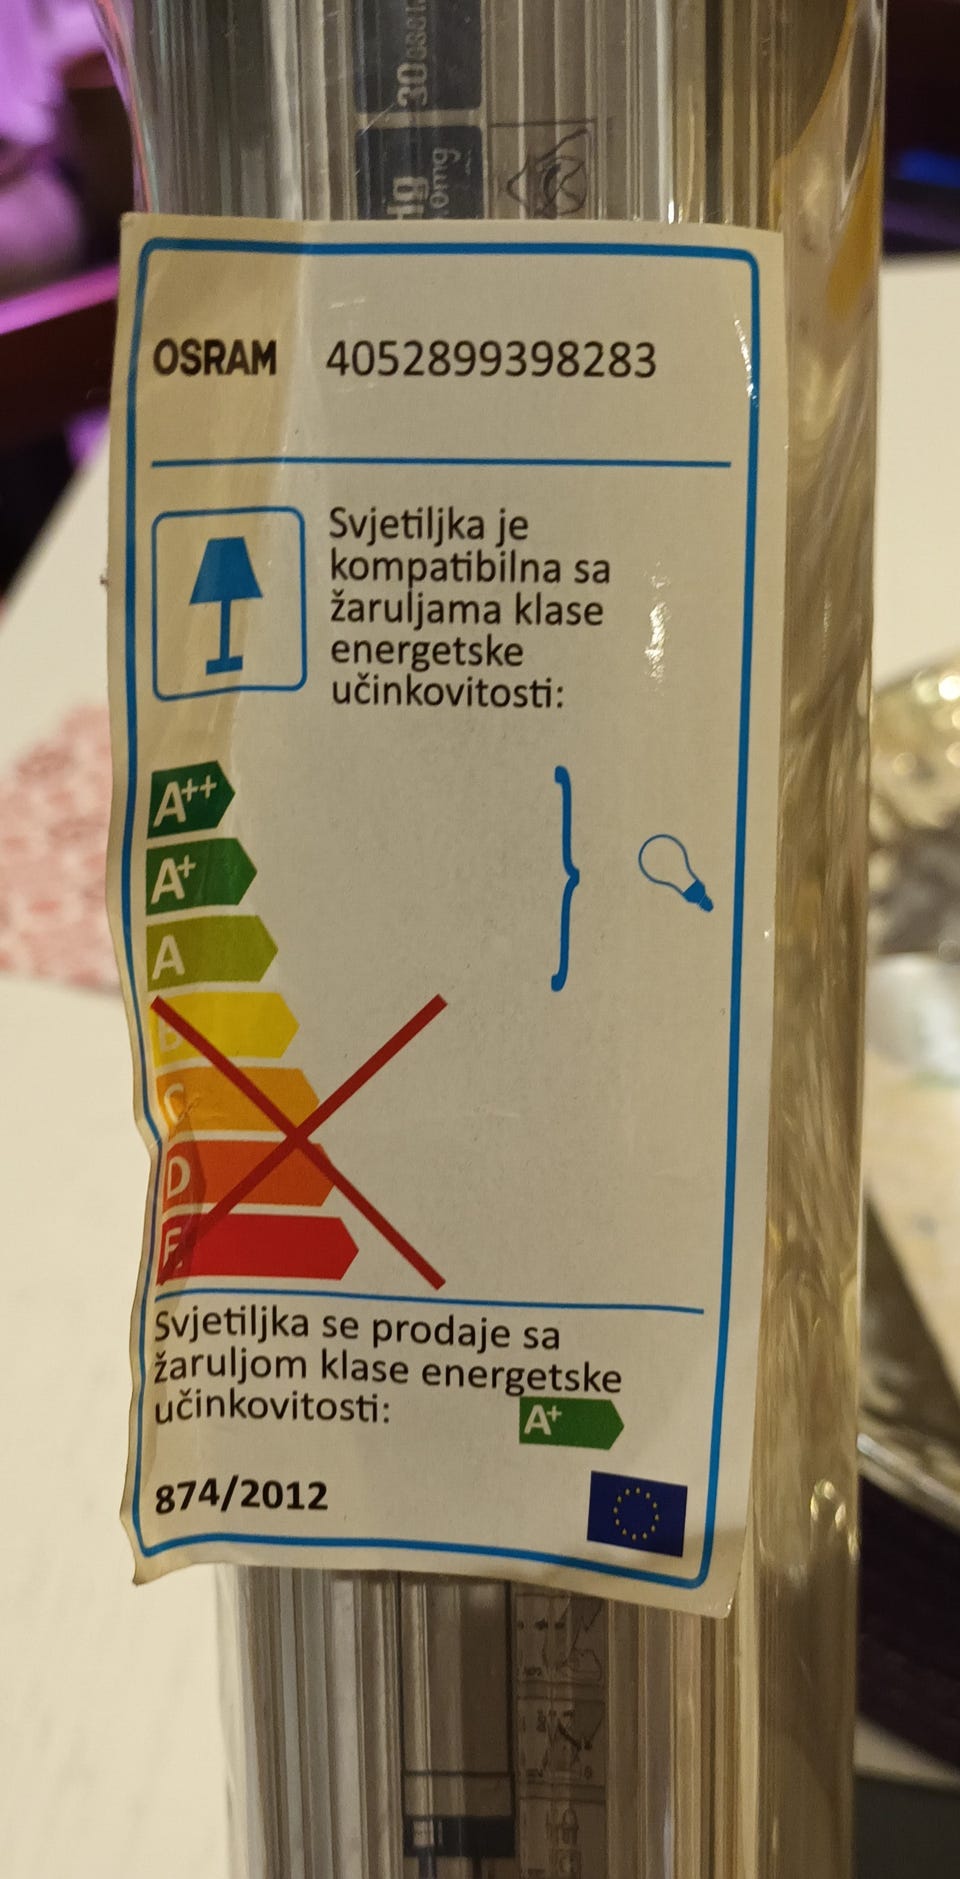 OSRAM 4052899398283
Svjetiljka je
kompatibilna sa
žaruljama klase
energetske
učinkovitosti:
A++
A+
A
B
C
D
E
Svjetiljka se prodaje sa
žaruljom klase energetske
učinkovitosti:
A+
874/2012